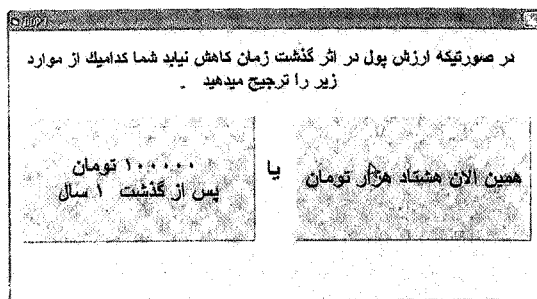 در صورتیکه ارزش پول در اثر گذشت زمان کاهش نیابد شما کدامیک از موارد
زیر را ترجیح میدهید .
همین الان هشتاد هزار تومان
یا
۱۰۰۰۰۰ تومان
پس از گذشت ۱ سال